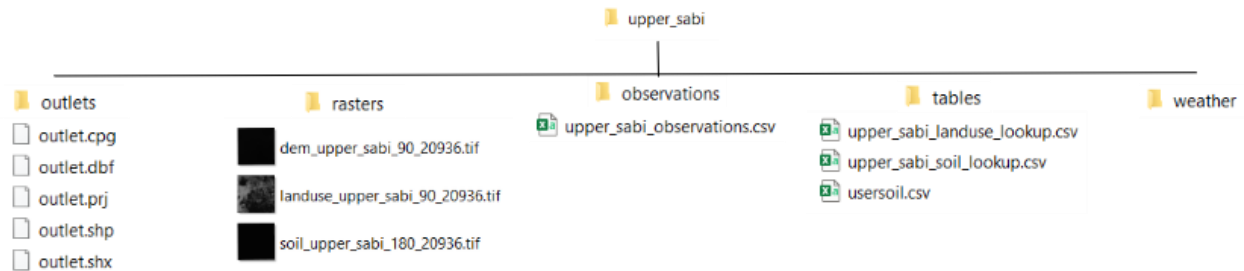 upper_sabi
outlets
outlet.cpg
outlet.dbf
outlet.prj
outlet.shp
outlet.shx
rasters
dem_upper_sabi_90_20936.tif
landuse_upper_sabi_90_20936.tif
soil_upper_sabi_180_20936.tif
observations
upper_sabi_observations.csv
tables
upper_sabi_landuse_lookup.csv
upper_sabi_soil_lookup.csv
usersoil.csv
weather